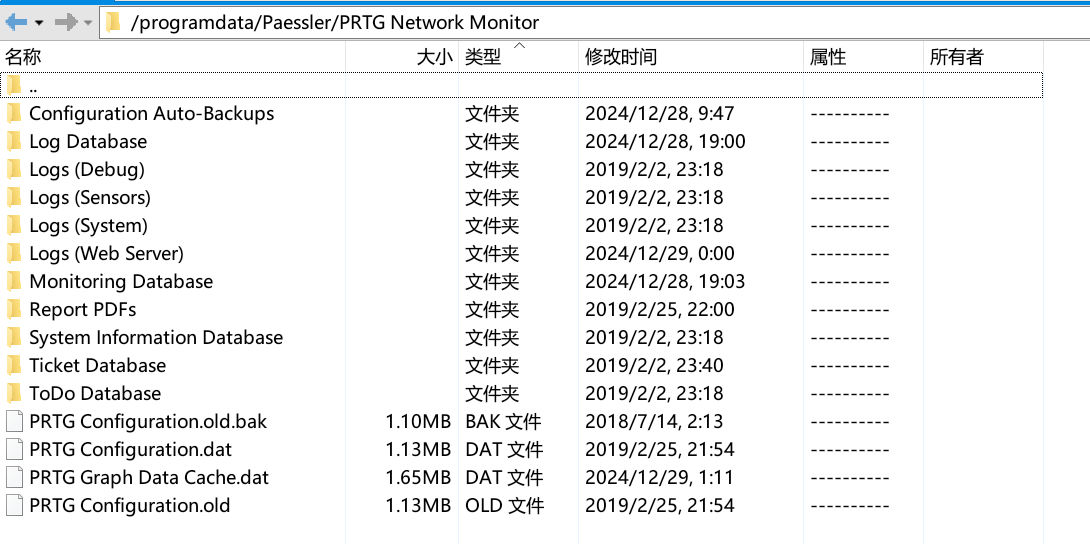 /programdata/Paessler/PRTG Network Monitor
名称 大小 类型 修改时间 属性 所有者
..
Configuration Auto-Backups 文件夹 2024/12/28, 9:47 ----------
Log Database 文件夹 2024/12/28, 19:00 ----------
Logs (Debug) 文件夹 2019/2/2, 23:18 ----------
Logs (Sensors) 文件夹 2019/2/2, 23:18 ----------
Logs (System) 文件夹 2019/2/2, 23:18 ----------
Logs (Web Server) 文件夹 2024/12/29, 0:00 ----------
Monitoring Database 文件夹 2024/12/28, 19:03 ----------
Report PDFs 文件夹 2019/2/25, 22:00 ----------
System Information Database 文件夹 2019/2/2, 23:18 ----------
Ticket Database 文件夹 2019/2/2, 23:40 ----------
ToDo Database 文件夹 2019/2/2, 23:18 ----------
PRTG Configuration.old.bak 1.10MB BAK 文件 2018/7/14, 2:13 ----------
PRTG Configuration.dat 1.13MB DAT 文件 2019/2/25, 21:54 ----------
PRTG Graph Data Cache.dat 1.65MB DAT 文件 2024/12/29, 1:11 ----------
PRTG Configuration.old 1.13MB OLD 文件 2019/2/25, 21:54 ----------